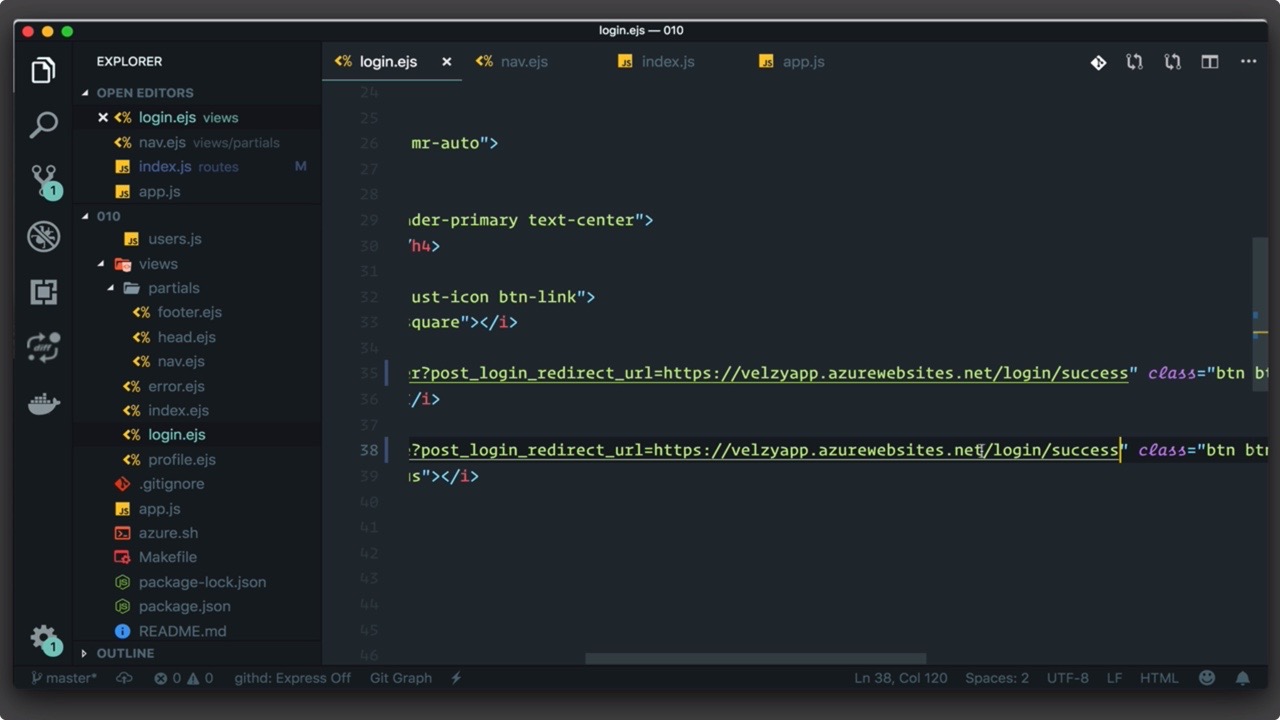 login.ejs — 010
EXPLORER
OPEN EDITORS
login.ejs views
nav.ejs views/partials
index.js routes M
app.js
010
users.js
views
partials
footer.ejs
head.ejs
nav.ejs
error.ejs
index.ejs
login.ejs
profile.ejs
.gitignore
app.js
azure.sh
Makefile
package-lock.json
package.json
README.md
OUTLINE
1
1
login.ejs
nav.ejs
index.js
app.js
24
25
26 mr-auto">
27
28
29 der-primary text-center">
30 /h4>
31
32 ust-icon btn-link">
33 square"></i>
34
35 r?post_login_redirect_url=https://velzyapp.azurewebsites.net/login/success" class="btn bt
36 </i>
37
38 ?post_login_redirect_url=https://velzyapp.azurewebsites.net/login/success" class="btn btn
39 s"></i>
40
41
42
43
44
45
46
master*
0 0
githd: Express Off
Git Graph
Ln 38, Col 120
Spaces: 2
UTF-8
LF
HTML